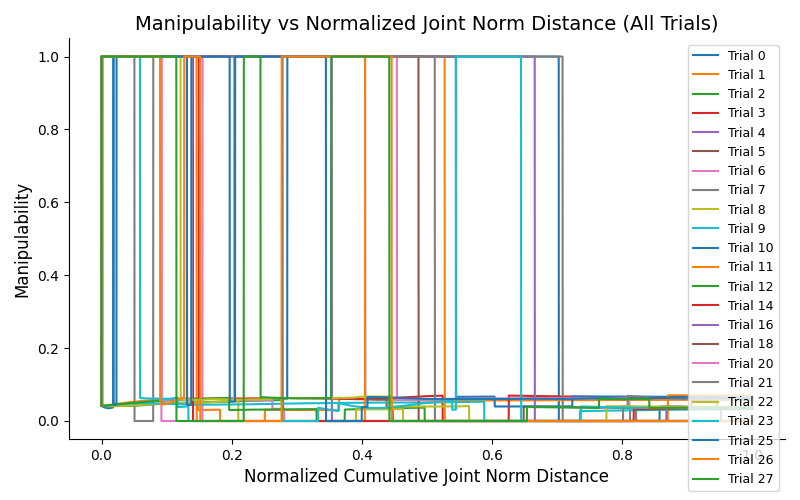 Manipulability vs Normalized Joint Norm Distance (All Trials)
Manipulability
1.0
0.8
0.6
0.4
0.2
0.0
0.0 0.2 0.4 0.6 0.8 1.0
Normalized Cumulative Joint Norm Distance
Trial 0
Trial 1
Trial 2
Trial 3
Trial 4
Trial 5
Trial 6
Trial 7
Trial 8
Trial 9
Trial 10
Trial 11
Trial 12
Trial 14
Trial 16
Trial 18
Trial 20
Trial 21
Trial 22
Trial 23
Trial 25
Trial 26
Trial 27